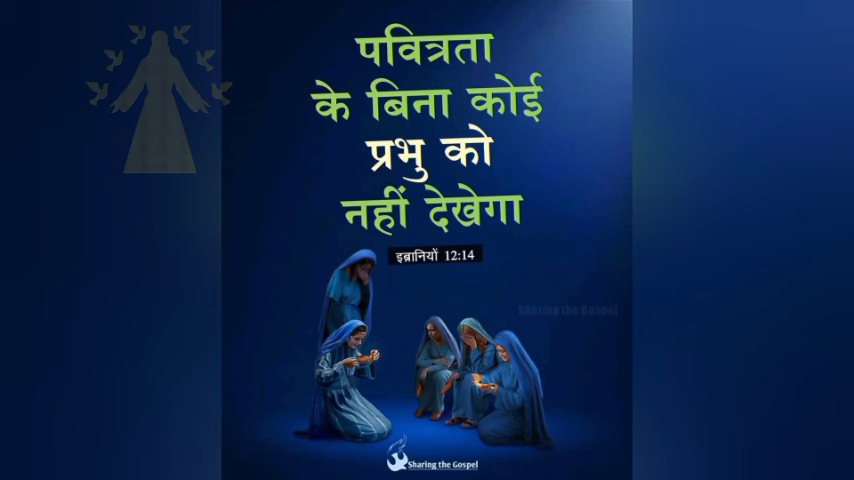 पवित्रता
के बिना कोई
प्रभु को
नहीं देखेगा
इब्रानियों 12:14
Sharing the Gospel
Sharing the Gospel